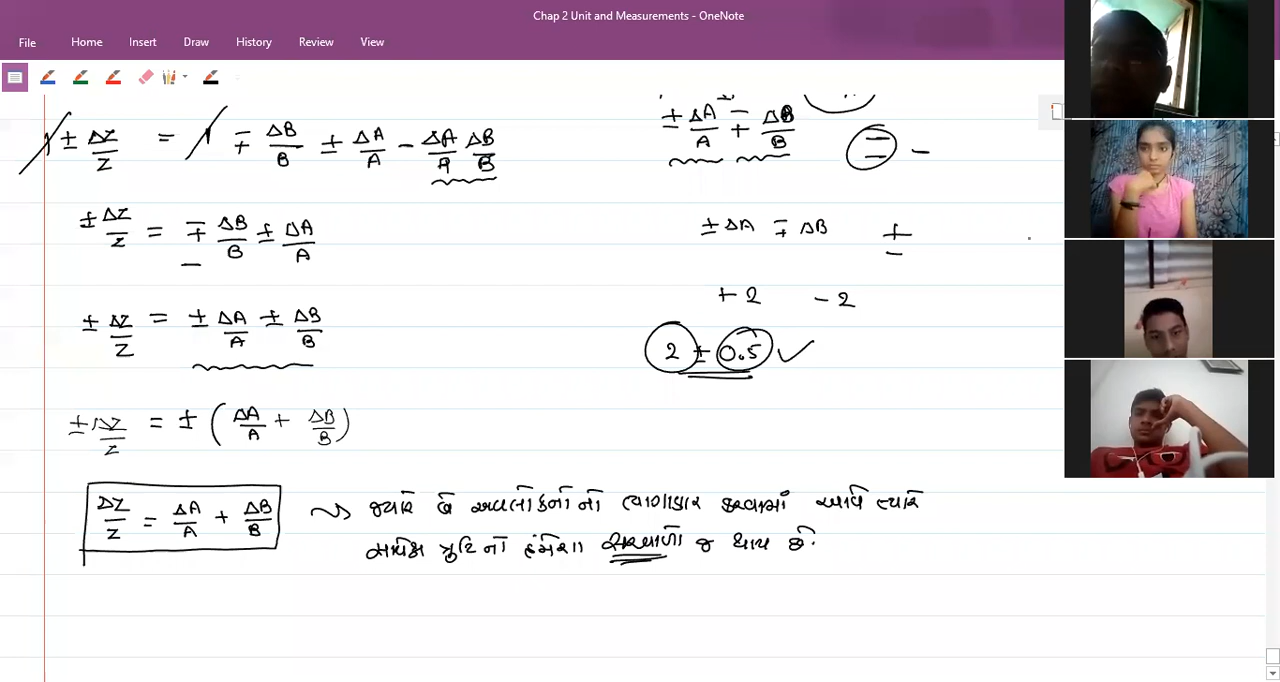 Chap 2 Unit and Measurements - OneNote
File Home Insert Draw History Review View
1 ± ΔZ/Z = 1 ∓ ΔB/B ± ΔA/A - ΔA/A ΔB/B
± ΔA/A ∓ ΔB/B
± ΔZ/Z = ∓ ΔB/B ± ΔA/A
± ΔA ∓ ΔB ±
+2 -2
± ΔZ/Z = ± ΔA/A ± ΔB/B
2 ± 0.5 ✓
± ΔZ/Z = ± (ΔA/A + ΔB/B)
ΔZ/Z = ΔA/A + ΔB/B
જ્યારે બે અવલોકનોનો ભાગાકાર કરવામાં આવે ત્યારે
સાપેક્ષ ત્રુટિનો હંમેશા સરવાળો જ થાય છે.